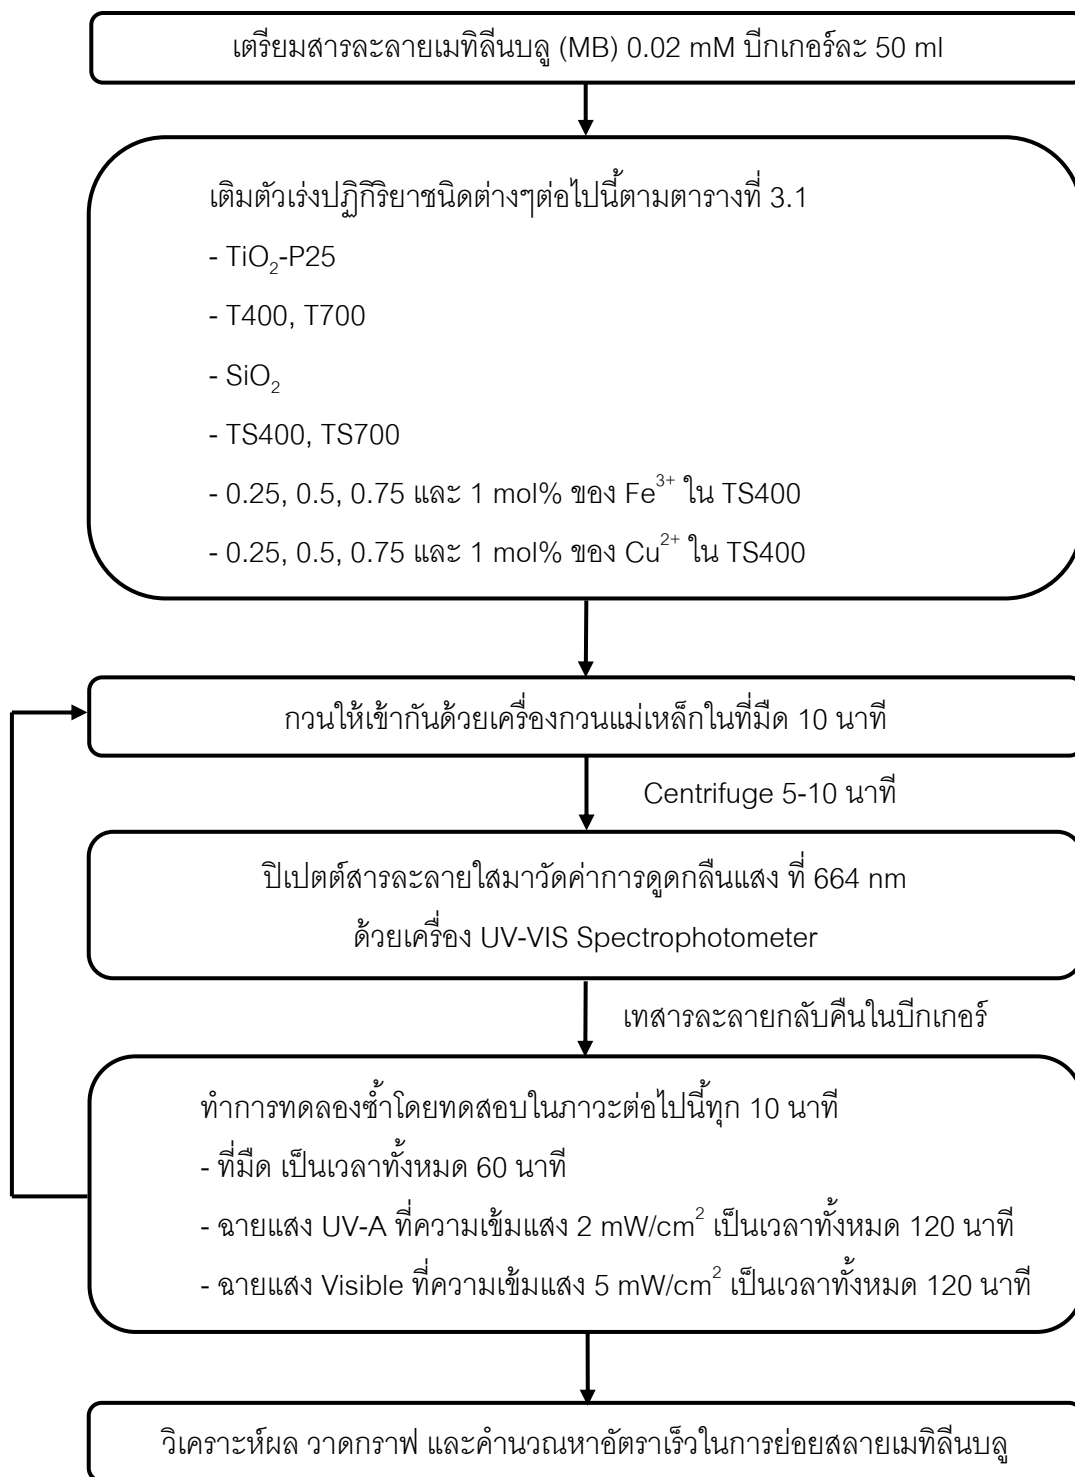 เตรียมสารละลายเมทิลีนบลู (MB) 0.02 mM บีกเกอร์ละ 50 ml
เติมตัวเร่งปฏิกิริยาชนิดต่างๆต่อไปนี้ตามตารางที่ 3.1
- TiO₂-P25
- T400, T700
- SiO₂
- TS400, TS700
- 0.25, 0.5, 0.75 และ 1 mol% ของ Fe³⁺ ใน TS400
- 0.25, 0.5, 0.75 และ 1 mol% ของ Cu²⁺ ใน TS400
กวนให้เข้ากันด้วยเครื่องกวนแม่เหล็กในที่มืด 10 นาที
Centrifuge 5-10 นาที
ปิเปตต์สารละลายใสมาวัดค่าการดูดกลืนแสง ที่ 664 nm
ด้วยเครื่อง UV-VIS Spectrophotometer
เทสารละลายกลับคืนในบีกเกอร์
ทำการทดลองซ้ำโดยทดสอบในภาวะต่อไปนี้ทุก 10 นาที
- ที่มืด เป็นเวลาทั้งหมด 60 นาที
- ฉายแสง UV-A ที่ความเข้มแสง 2 mW/cm² เป็นเวลาทั้งหมด 120 นาที
- ฉายแสง Visible ที่ความเข้มแสง 5 mW/cm² เป็นเวลาทั้งหมด 120 นาที
วิเคราะห์ผล วาดกราฟ และคำนวณหาอัตราเร็วในการย่อยสลายเมทิลีนบลู